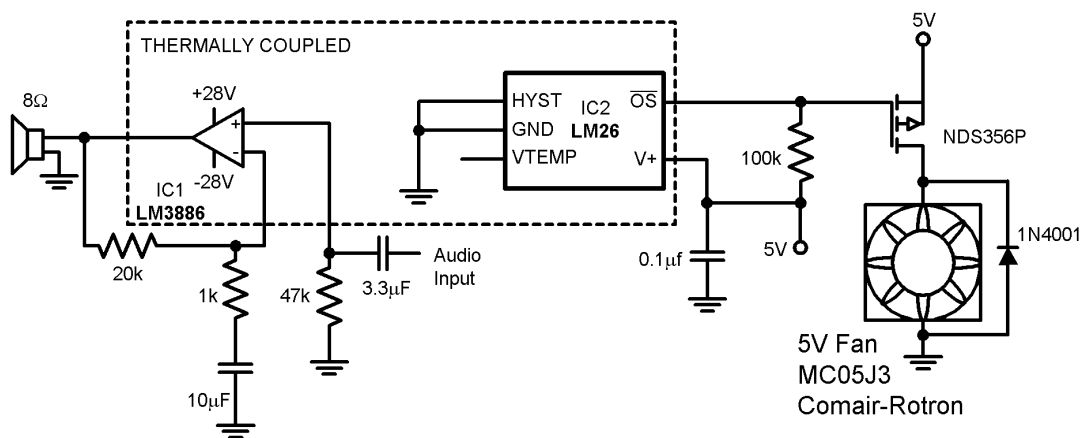 THERMALLY COUPLED
5V
8Ω
+28V
+
-
-28V
IC1
LM3886
HYST
GND
VTEMP
IC2
LM26
O̅S̅
V+
100k
NDS356P
20k
1k
47k
3.3µF
Audio
Input
0.1µf
5V
1N4001
10µF
5V Fan
MC05J3
Comair-Rotron